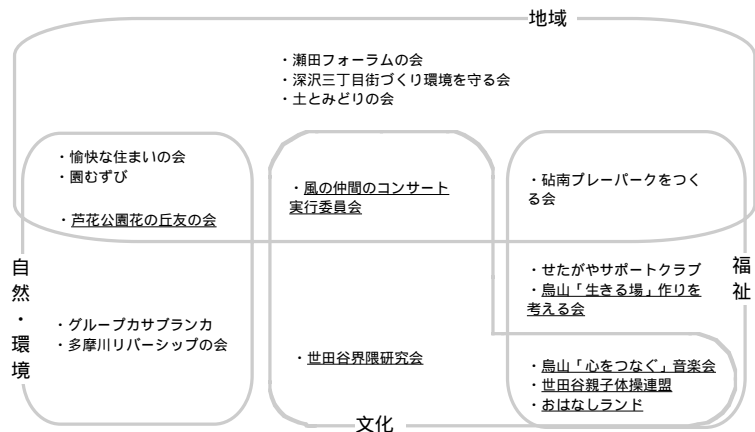 地域
・瀬田フォーラムの会
・深沢三丁目街づくり環境を守る会
・土とみどりの会
・愉快な住まいの会
・園むずび
・芦花公園花の丘友の会
・風の仲間のコンサート
実行委員会
・砧南プレーパークをつく
る会
自然・環境
福祉
・せたがやサポートクラブ
・烏山「生きる場」作りを
考える会
・グループカサブランカ
・多摩川リバーシップの会
・世田谷界隈研究会
・烏山「心をつなぐ」音楽会
・世田谷親子体操連盟
・おはなしランド
文化